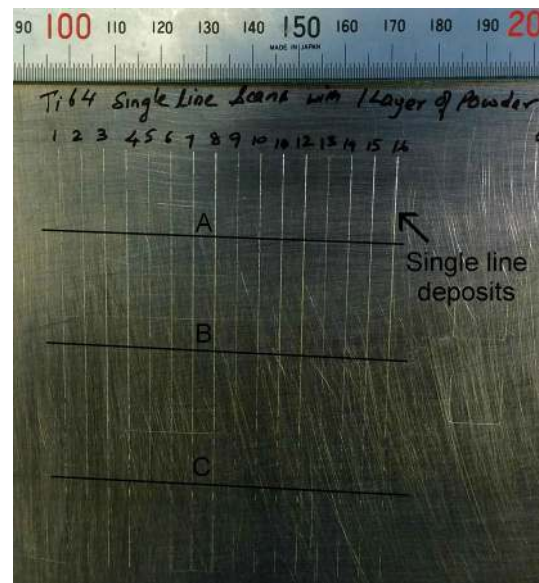 90 100 110 120 130 140 150 160 170 180 190 20
MADE IN JAPAN
Ti64 Single Line Scans with 1 Layer of Powder
1 2 3 4 5 6 7 8 9 10 10 12 13 14 15 16
A
Single line
deposits
B
C